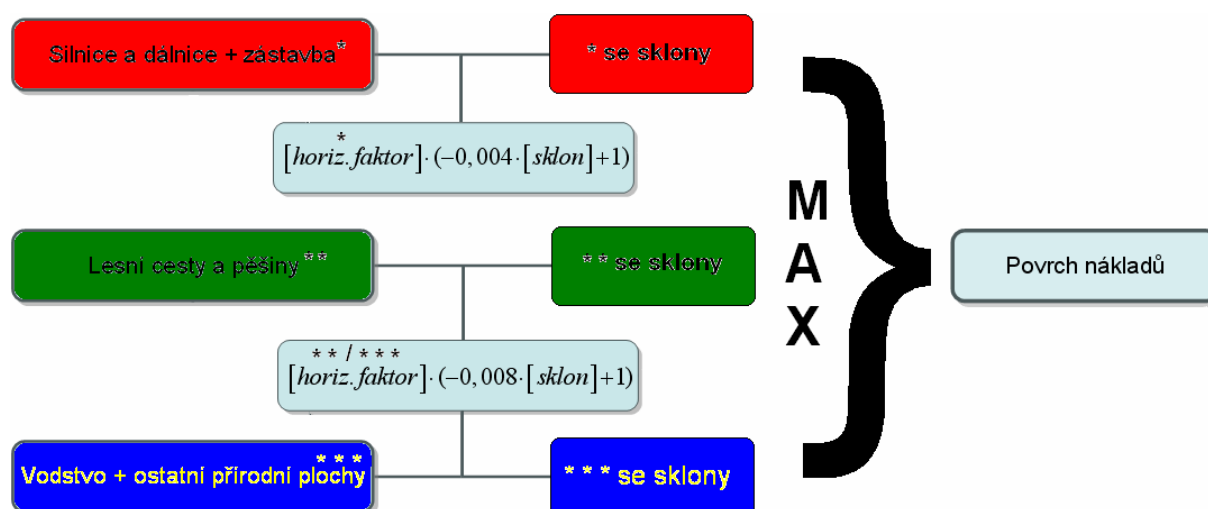 Silnice a dálnice + zástavba*
* se sklony
*
[horiz.faktor]·(−0,004·[sklon]+1)
Lesní cesty a pěšiny**
** se sklony
** / ***
[horiz.faktor]·(−0,008·[sklon]+1)
Vodstvo + ostatní přírodní plochy***
*** se sklony
M
A
X
Povrch nákladů